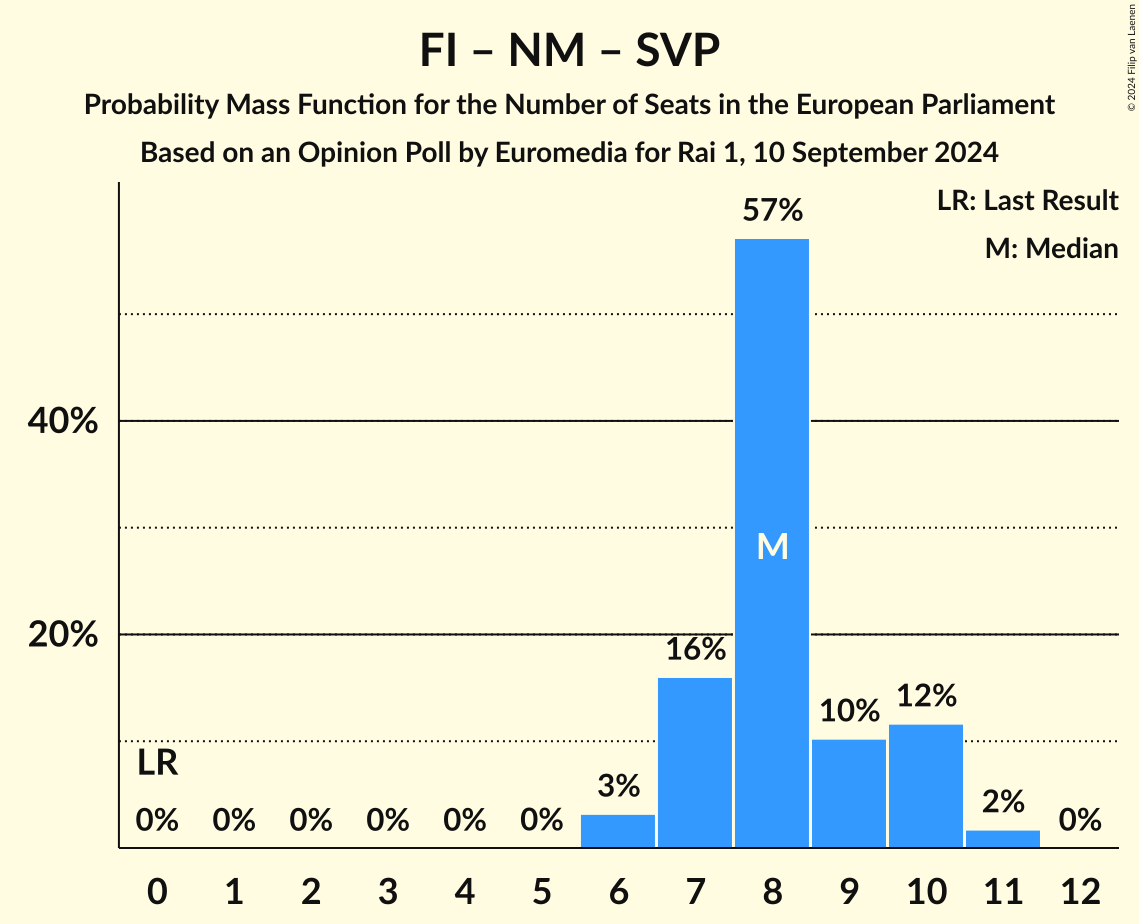 FI – NM – SVP
Probability Mass Function for the Number of Seats in the European Parliament
Based on an Opinion Poll by Euromedia for Rai 1, 10 September 2024
© 2024 Filip van Laenen
LR: Last Result
M: Median
57%
40%
M
20%
16%
12%
10%
LR
3%
2%
0% 0% 0% 0% 0% 0% 0%
0 1 2 3 4 5 6 7 8 9 10 11 12